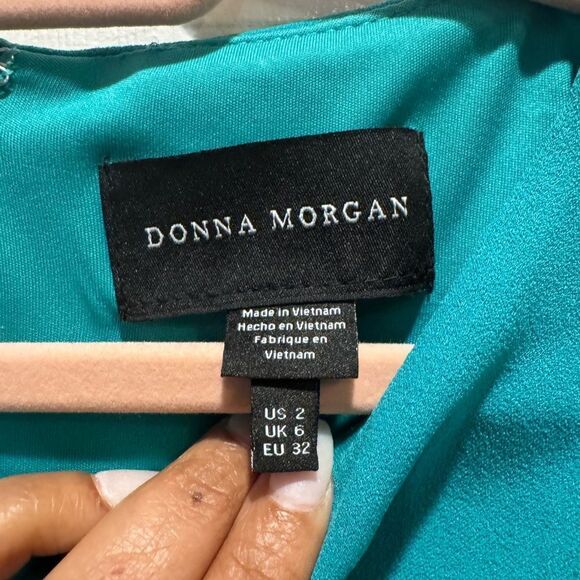 DONNA MORGAN
Made in Vietnam
Hecho en Vietnam
Fabrique en
Vietnam
US 2
UK 6
EU 32